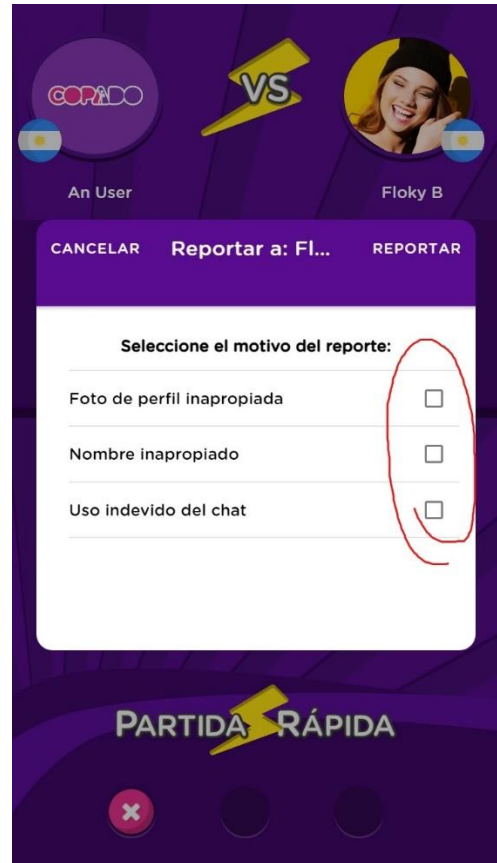 COPADO
VS
An User
Floky B
CANCELAR
Reportar a: Fl...
REPORTAR
Seleccione el motivo del reporte:
Foto de perfil inapropiada
Nombre inapropiado
Uso indevido del chat
PARTIDA RÁPIDA